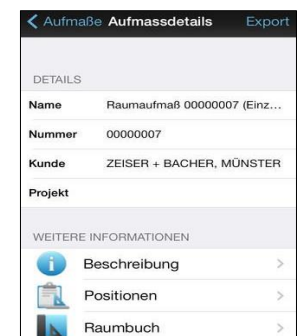 Aufmaße Aufmassdetails Export
DETAILS
Name Raumaufmaß 00000007 (Einz...
Nummer 00000007
Kunde ZEISER + BACHER, MÜNSTER
Projekt
WEITERE INFORMATIONEN
Beschreibung
Positionen
Raumbuch